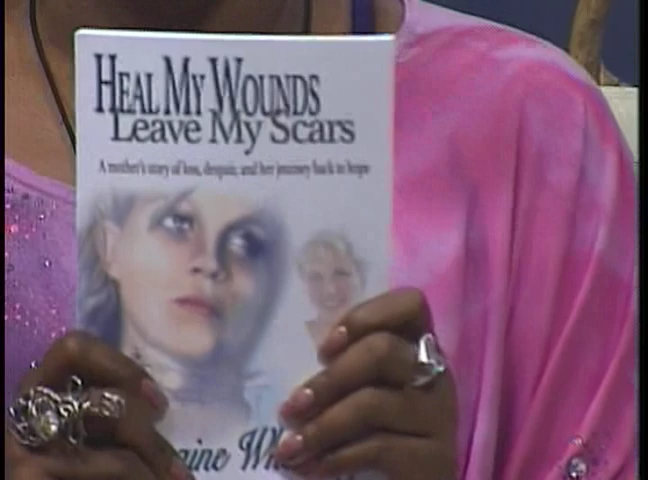 HEAL MY WOUNDS
Leave My Scars
A mother's story of loss, despair, and her journey back to hope